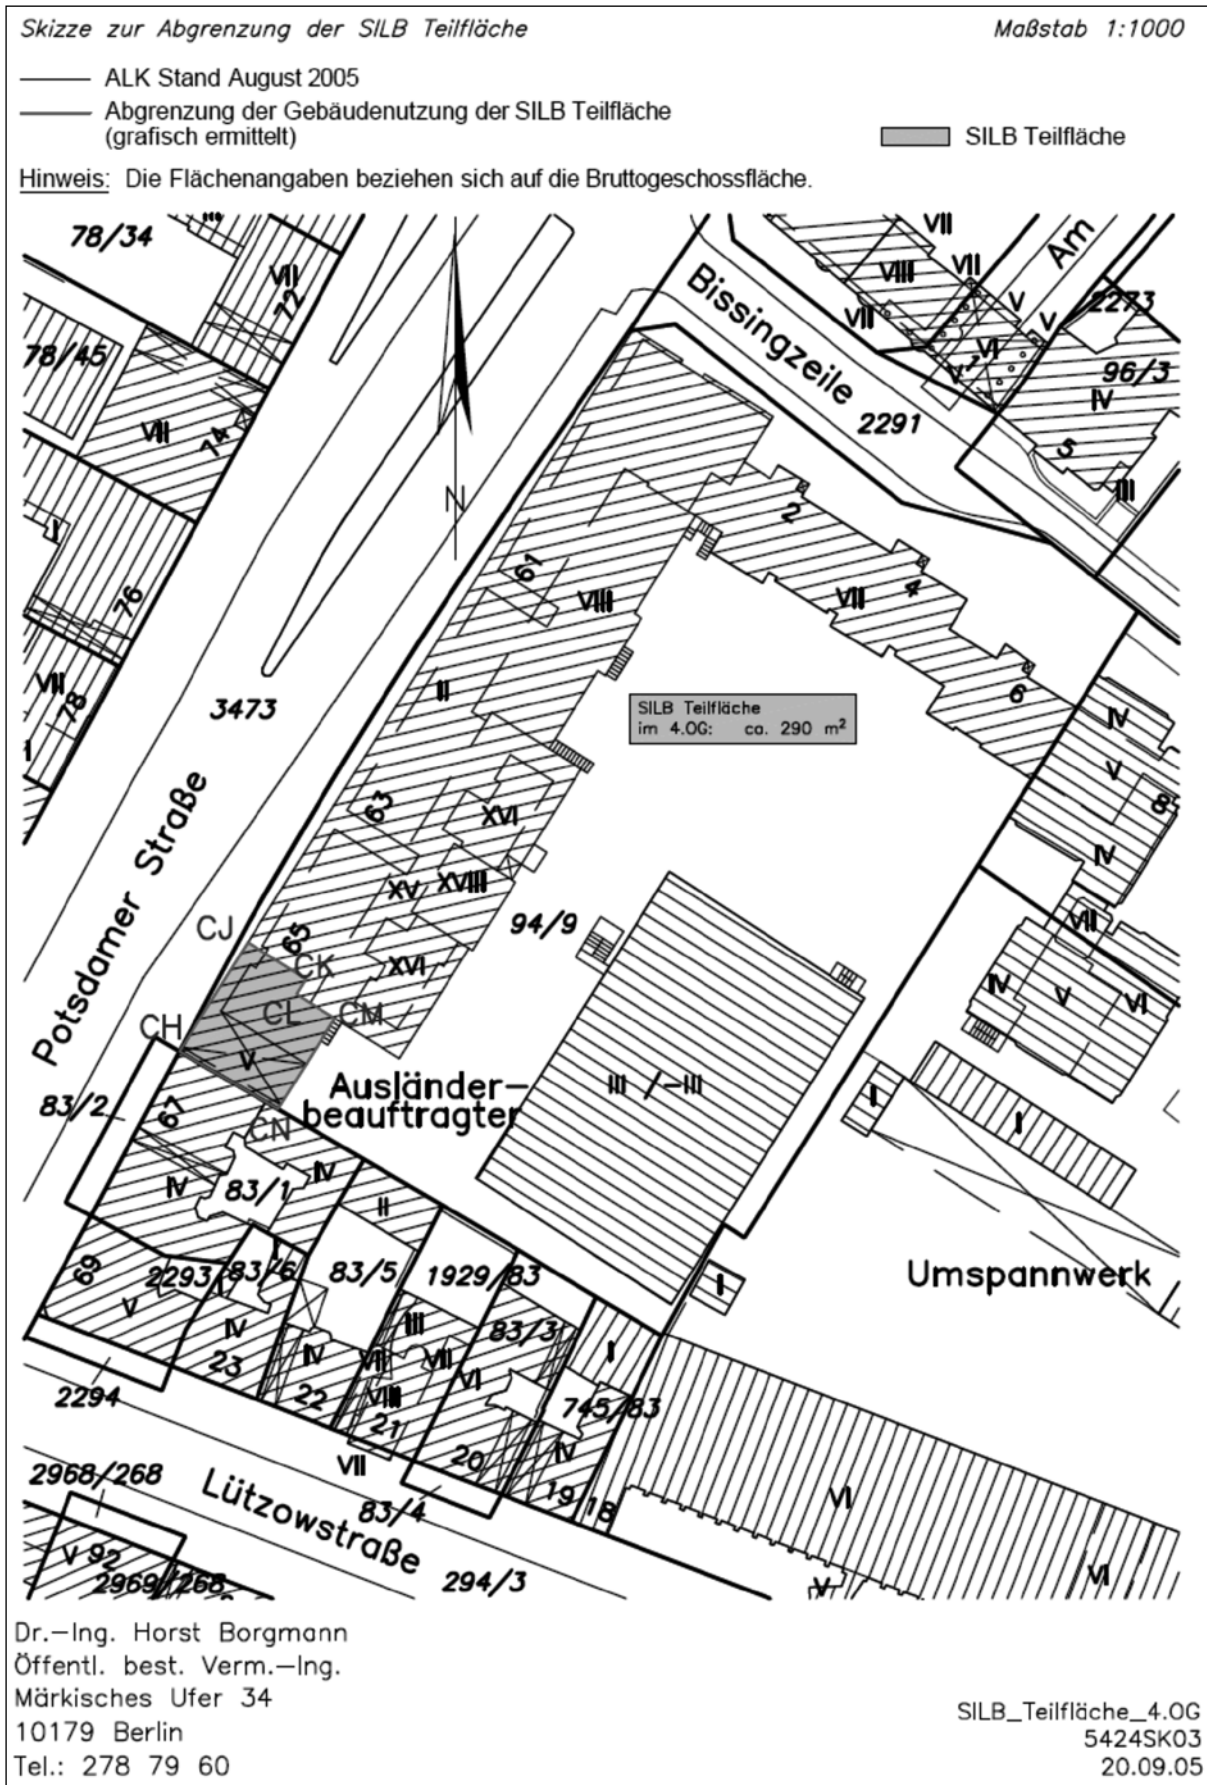 Skizze zur Abgrenzung der SILB Teilfläche
Maßstab 1:1000
ALK Stand August 2005
Abgrenzung der Gebäudenutzung der SILB Teilfläche
(grafisch ermittelt)
SILB Teilfläche
Hinweis: Die Flächenangaben beziehen sich auf die Bruttogeschossfläche.
78/34
III
VII
72
VII
VIII
VII
VII
Am
V
V
2273
VI
V
78/45
VII
74
N
Bissingzeile
2291
96/3
IV
5
III
I
76
VII
78
I
3473
61
VIII
II
2
4
VII
6
SILB Teilfläche
im 4.OG: ca. 290 m²
IV
V
8
IV
VII
Potsdamer Straße
63
XVI
XV
XVIII
65
XVI
94/9
IV
V
VI
CJ
CK
CL
CM
CH
V
CN
Ausländer-
beauftragter
III /-III
I
I
83/2
67
IV
83/1
IV
II
69
2293
83/6
I
83/5
1929/83
I
Umspannwerk
V
IV
23
IV
22
III
VII
VII
VIII
21
83/3
VI
20
I
745/83
IV
19/18
2294
VII
2968/268
Lützowstraße
83/4
294/3
V 92
2969/268
VI
VI
V
Dr.-Ing. Horst Borgmann
Öffentl. best. Verm.-Ing.
Märkisches Ufer 34
10179 Berlin
Tel.: 278 79 60
SILB_Teilfläche_4.OG
5424SK03
20.09.05